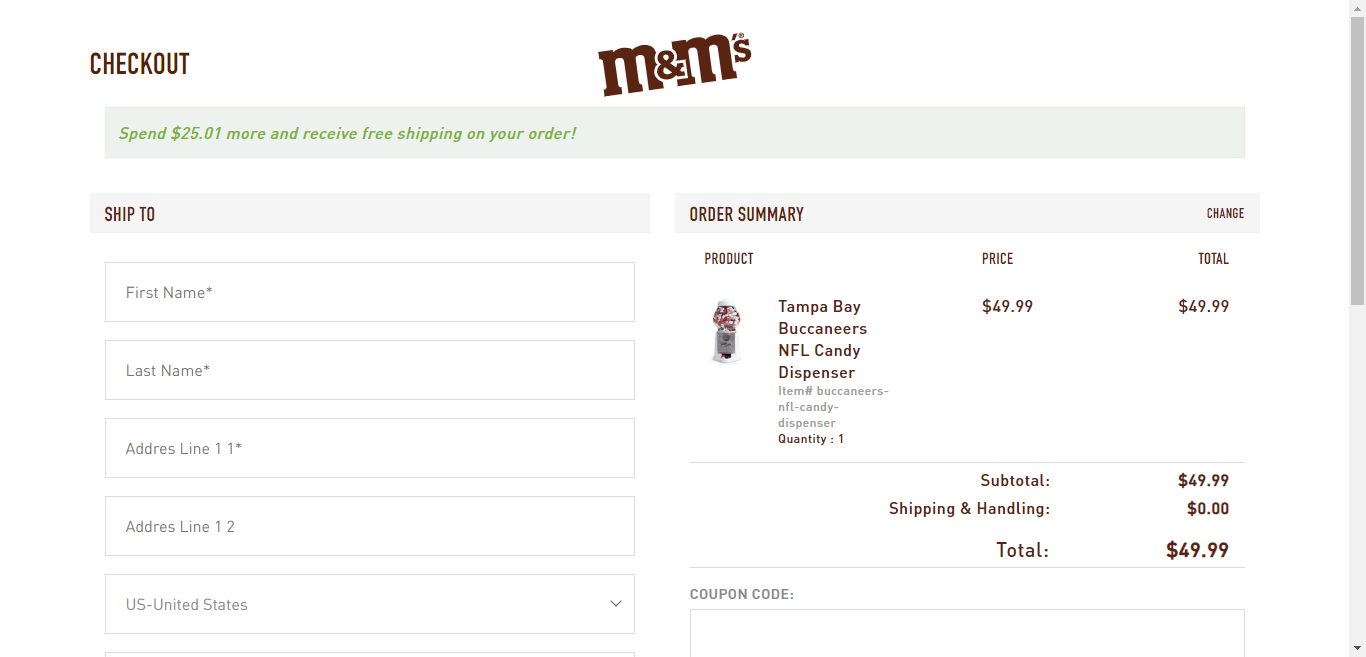 CHECKOUT
m&m's®
Spend $25.01 more and receive free shipping on your order!
SHIP TO
First Name*
Last Name*
Addres Line 1 1*
Addres Line 1 2
US-United States
ORDER SUMMARY CHANGE
PRODUCT PRICE TOTAL
Tampa Bay $49.99 $49.99
Buccaneers
NFL Candy
Dispenser
Item# buccaneers-
nfl-candy-
dispenser
Quantity : 1
Subtotal: $49.99
Shipping & Handling: $0.00
Total: $49.99
COUPON CODE: